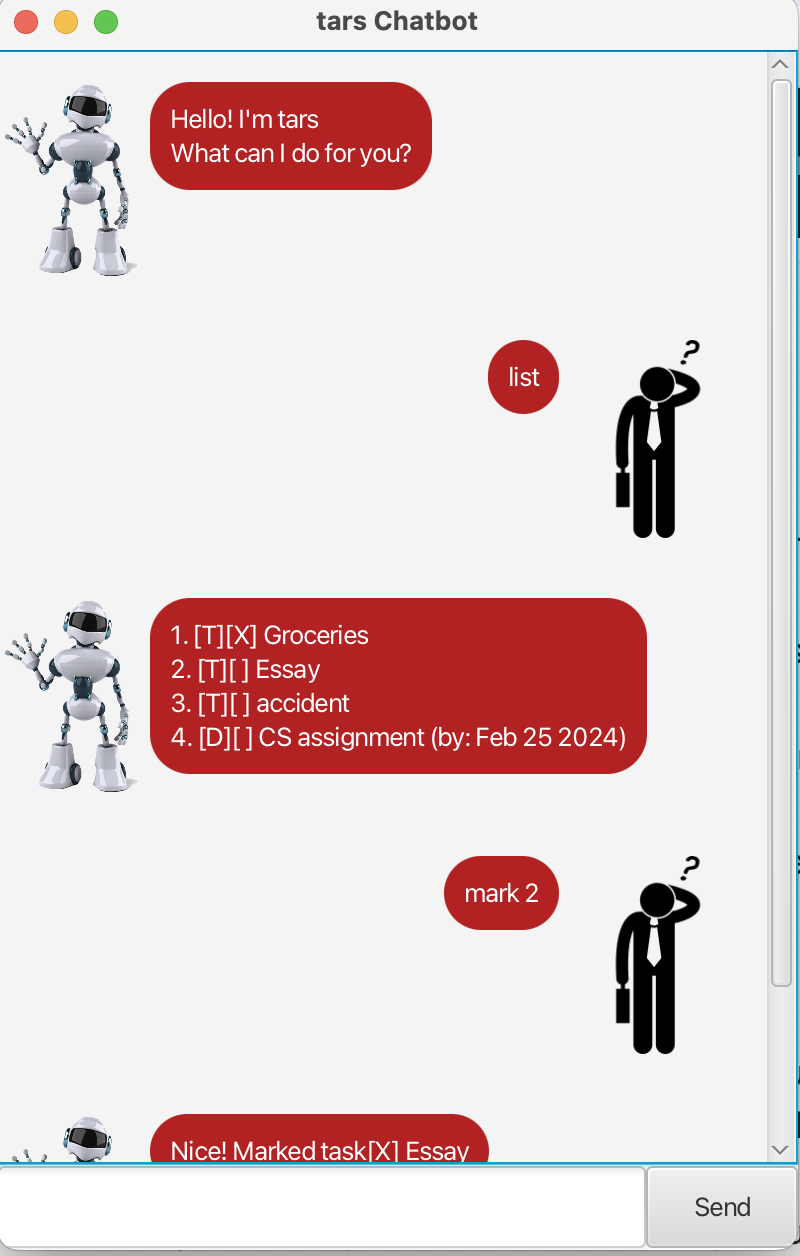 tars Chatbot
Hello! I'm tars
What can I do for you?
?
list
1. [T][X] Groceries
2. [T][ ] Essay
3. [T][ ] accident
4. [D][ ] CS assignment (by: Feb 25 2024)
?
mark 2
Nice! Marked task[X] Essay
Send